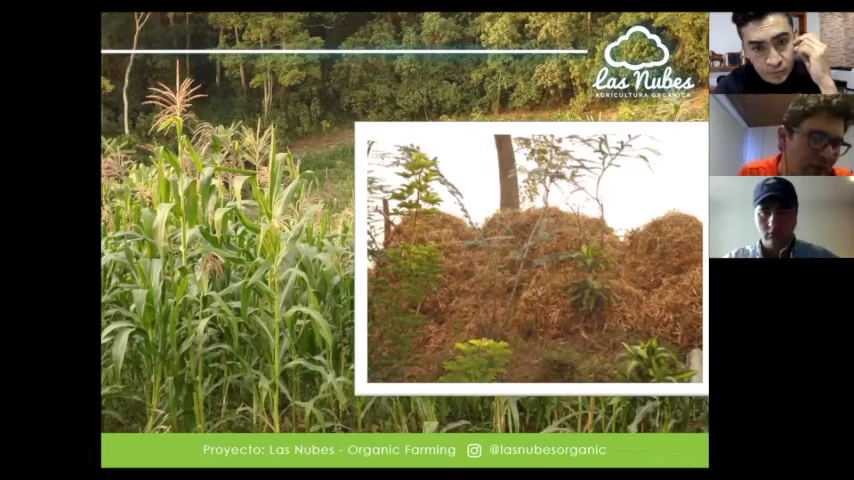 Las Nubes
AGRICULTURA ORGÁNICA
Proyecto: Las Nubes - Organic Farming @lasnubesorganic